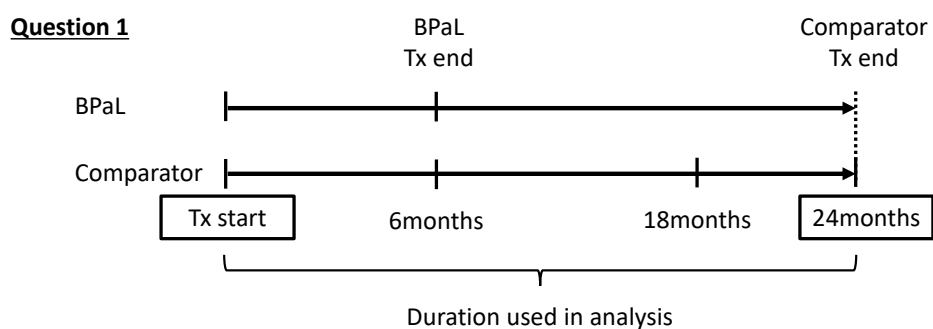 Question 1
BPaL
Tx end
Comparator
Tx end
BPaL
Comparator
Tx start
6months
18months
24months
Duration used in analysis